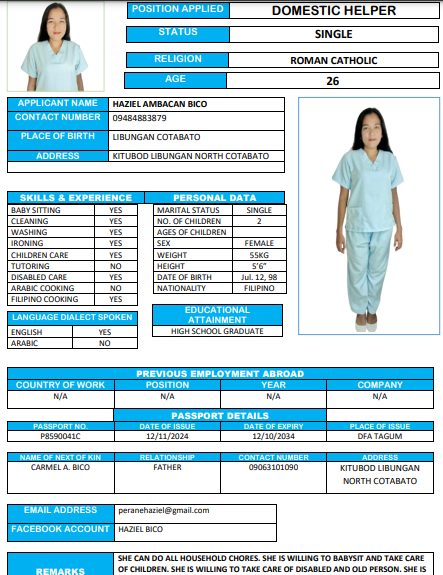 POSITION APPLIED DOMESTIC HELPER
STATUS SINGLE
RELIGION ROMAN CATHOLIC
AGE 26
APPLICANT NAME HAZIEL AMBACAN BICO
CONTACT NUMBER 09484883879
PLACE OF BIRTH LIBUNGAN COTABATO
ADDRESS KITUBOD LIBUNGAN NORTH COTABATO
SKILLS & EXPERIENCE PERSONAL DATA
BABY SITTING YES MARITAL STATUS SINGLE
CLEANING YES NO. OF CHILDREN 2
WASHING YES AGES OF CHILDREN
IRONING YES SEX FEMALE
CHILDREN CARE YES WEIGHT 55KG
TUTORING NO HEIGHT 5'6"
DISABLED CARE YES DATE OF BIRTH Jul. 12, 98
ARABIC COOKING NO NATIONALITY FILIPINO
FILIPINO COOKING YES
LANGUAGE DIALECT SPOKEN
ENGLISH YES
ARABIC NO
EDUCATIONAL
ATTAINMENT
HIGH SCHOOL GRADUATE
PREVIOUS EMPLOYMENT ABROAD
COUNTRY OF WORK POSITION YEAR COMPANY
N/A N/A N/A N/A
PASSPORT DETAILS
PASSPORT NO. DATE OF ISSUE DATE OF EXPIRY PLACE OF ISSUE
P8590041C 12/11/2024 12/10/2034 DFA TAGUM
NAME OF NEXT OF KIN RELATIONSHIP CONTACT NUMBER ADDRESS
CARMEL A. BICO FATHER 09063101090 KITUBOD LIBUNGAN
NORTH COTABATO
EMAIL ADDRESS peranehaziel@gmail.com
FACEBOOK ACCOUNT HAZIEL BICO
REMARKS SHE CAN DO ALL HOUSEHOLD CHORES. SHE IS WILLING TO BABYSIT AND TAKE CARE
OF CHILDREN. SHE IS WILLING TO TAKE CARE OF DISABLED AND OLD PERSON. SHE IS